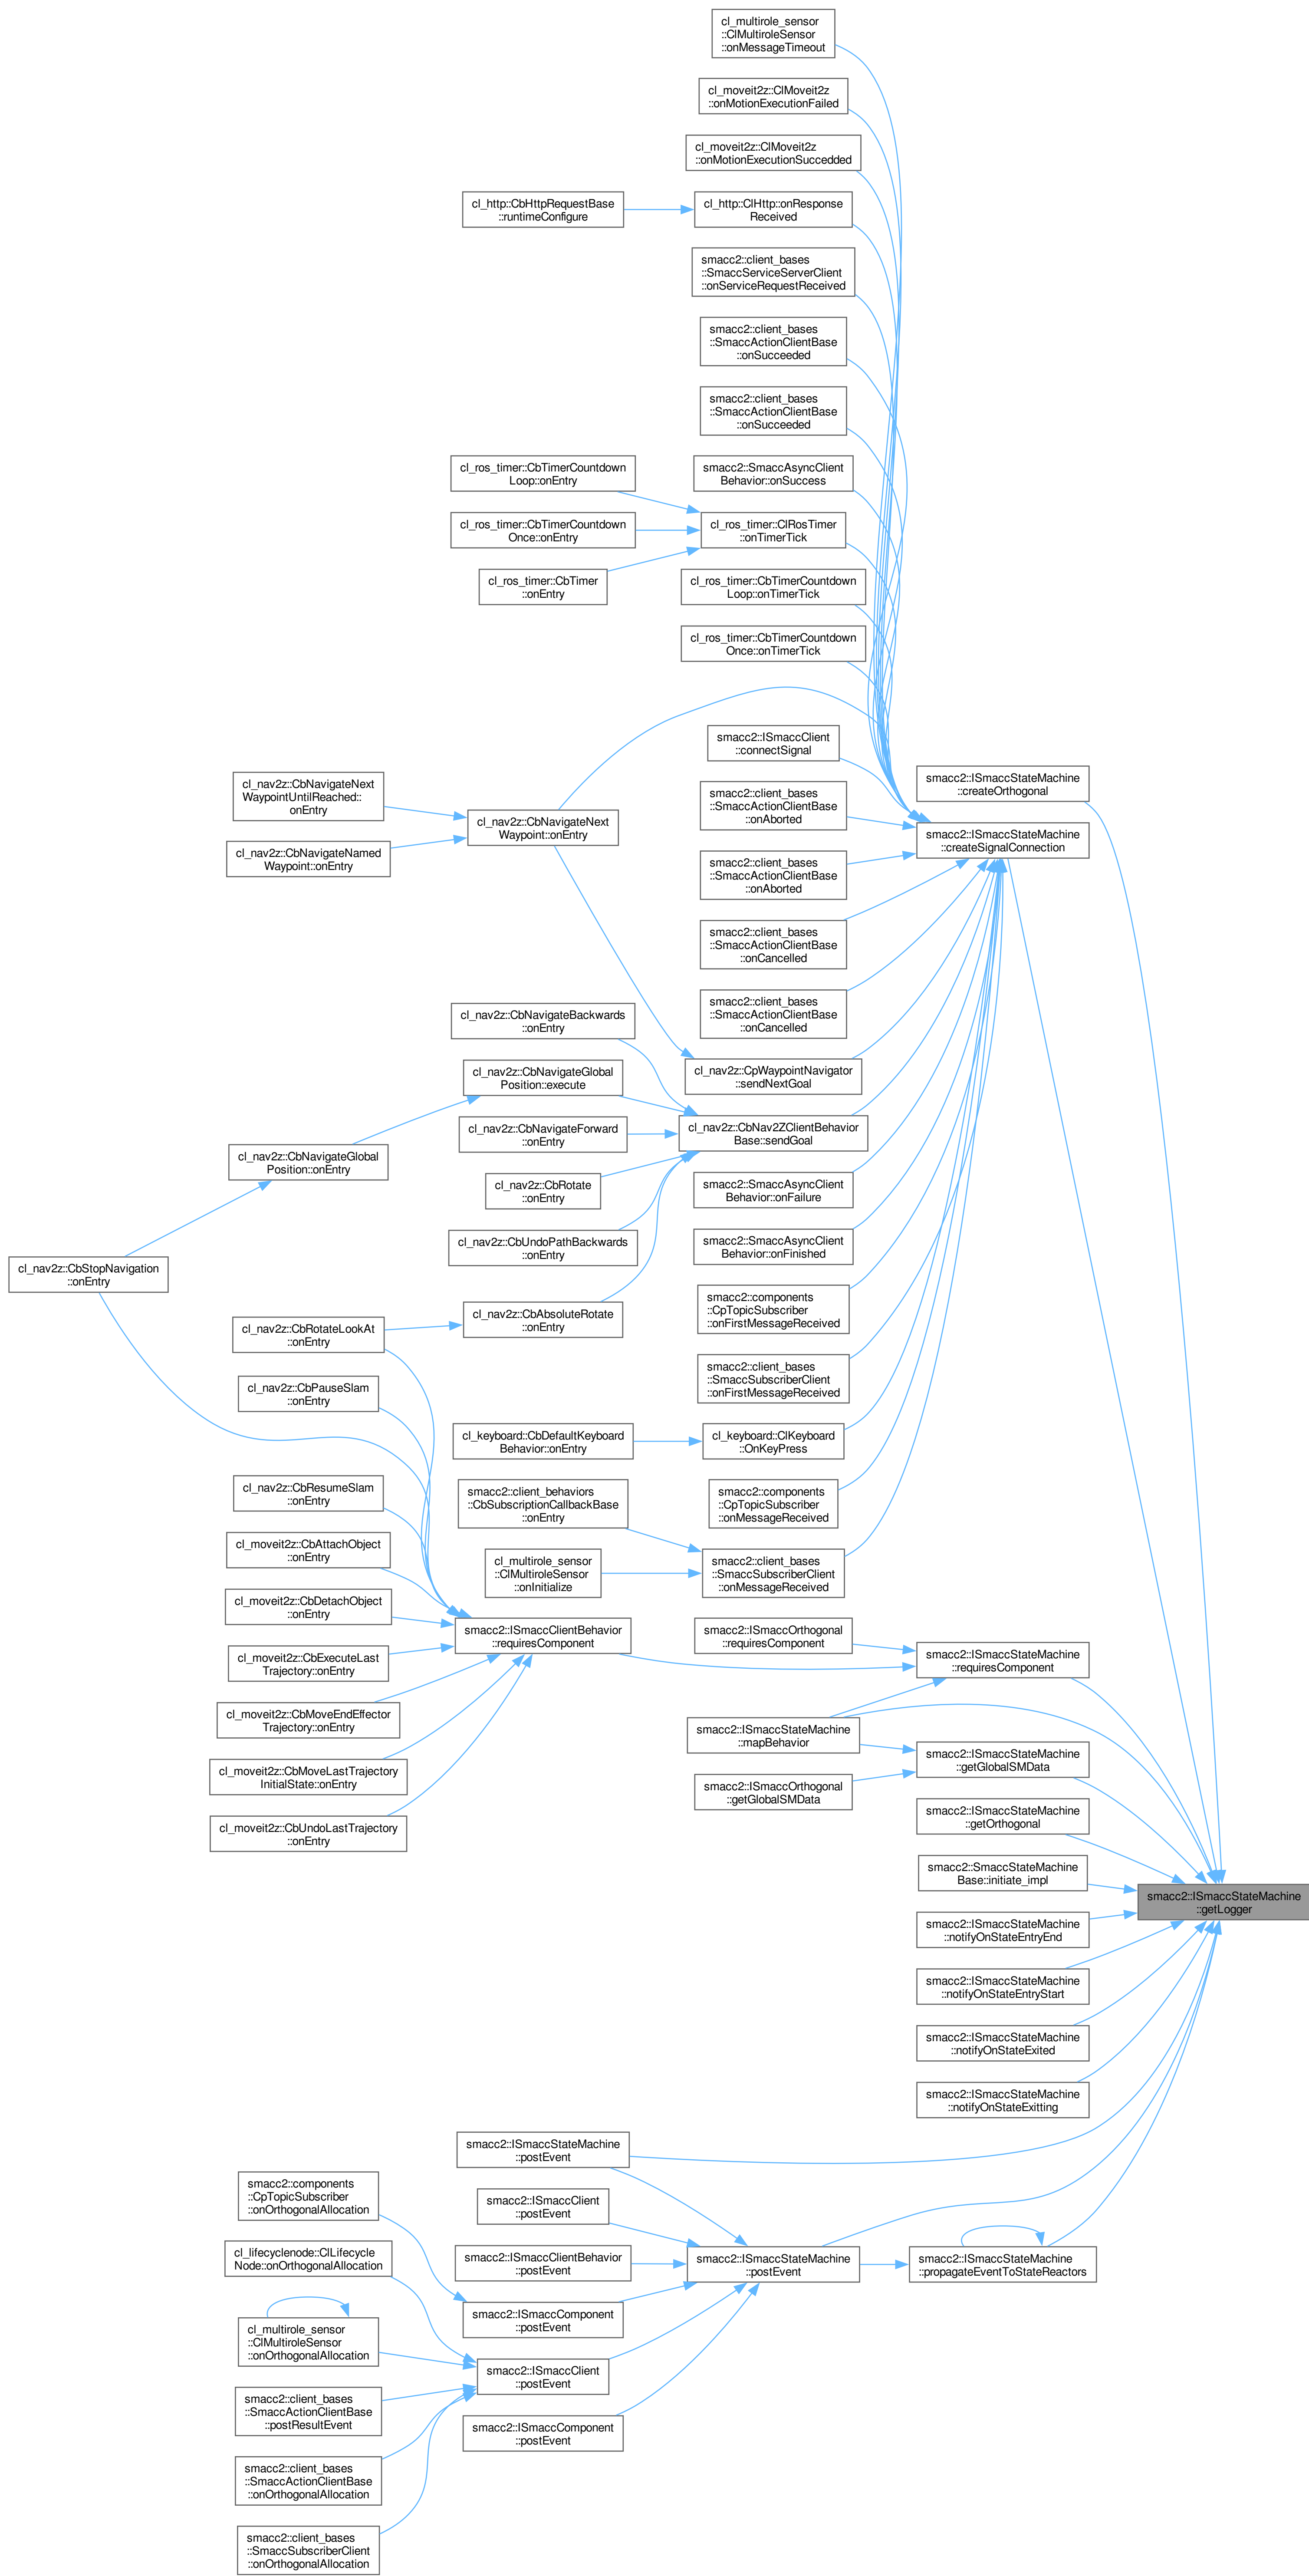 cl_multirole_sensor
::ClMultiroleSensor
::onMessageTimeout
cl_moveit2z::ClMoveit2z
::onMotionExecutionFailed
cl_moveit2z::ClMoveit2z
::onMotionExecutionSuccedded
cl_http::CbHttpRequestBase
::runtimeConfigure
cl_http::ClHttp::onResponse
Received
smacc2::client_bases
::SmaccServiceServerClient
::onServiceRequestReceived
smacc2::client_bases
::SmaccActionClientBase
::onSucceeded
smacc2::client_bases
::SmaccActionClientBase
::onSucceeded
cl_ros_timer::CbTimerCountdown
Loop::onEntry
smacc2::SmaccAsyncClient
Behavior::onSuccess
cl_ros_timer::CbTimerCountdown
Once::onEntry
cl_ros_timer::ClRosTimer
::onTimerTick
cl_ros_timer::CbTimer
::onEntry
cl_ros_timer::CbTimerCountdown
Loop::onTimerTick
cl_ros_timer::CbTimerCountdown
Once::onTimerTick
smacc2::ISmaccClient
::connectSignal
smacc2::ISmaccStateMachine
::createOrthogonal
cl_nav2z::CbNavigateNext
WaypointUntilReached::
onEntry
smacc2::client_bases
::SmaccActionClientBase
::onAborted
cl_nav2z::CbNavigateNext
Waypoint::onEntry
smacc2::ISmaccStateMachine
::createSignalConnection
cl_nav2z::CbNavigateNamed
Waypoint::onEntry
smacc2::client_bases
::SmaccActionClientBase
::onAborted
smacc2::client_bases
::SmaccActionClientBase
::onCancelled
smacc2::client_bases
::SmaccActionClientBase
::onCancelled
cl_nav2z::CbNavigateBackwards
::onEntry
cl_nav2z::CbNavigateGlobal
Position::execute
cl_nav2z::CpWaypointNavigator
::sendNextGoal
cl_nav2z::CbNavigateForward
::onEntry
cl_nav2z::CbNav2ZClientBehavior
Base::sendGoal
cl_nav2z::CbNavigateGlobal
Position::onEntry
cl_nav2z::CbRotate
::onEntry
smacc2::SmaccAsyncClient
Behavior::onFailure
cl_nav2z::CbUndoPathBackwards
::onEntry
smacc2::SmaccAsyncClient
Behavior::onFinished
cl_nav2z::CbStopNavigation
::onEntry
smacc2::components
::CpTopicSubscriber
::onFirstMessageReceived
cl_nav2z::CbRotateLookAt
::onEntry
cl_nav2z::CbAbsoluteRotate
::onEntry
cl_nav2z::CbPauseSlam
::onEntry
smacc2::client_bases
::SmaccSubscriberClient
::onFirstMessageReceived
cl_keyboard::CbDefaultKeyboard
Behavior::onEntry
cl_keyboard::ClKeyboard
::OnKeyPress
cl_nav2z::CbResumeSlam
::onEntry
smacc2::client_behaviors
::CbSubscriptionCallbackBase
::onEntry
smacc2::components
::CpTopicSubscriber
::onMessageReceived
cl_moveit2z::CbAttachObject
::onEntry
cl_multirole_sensor
::ClMultiroleSensor
::onInitialize
smacc2::client_bases
::SmaccSubscriberClient
::onMessageReceived
cl_moveit2z::CbDetachObject
::onEntry
smacc2::ISmaccClientBehavior
::requiresComponent
smacc2::ISmaccOrthogonal
::requiresComponent
cl_moveit2z::CbExecuteLast
Trajectory::onEntry
smacc2::ISmaccStateMachine
::requiresComponent
cl_moveit2z::CbMoveEndEffector
Trajectory::onEntry
smacc2::ISmaccStateMachine
::mapBehavior
cl_moveit2z::CbMoveLastTrajectory
InitialState::onEntry
smacc2::ISmaccStateMachine
::getGlobalSMData
smacc2::ISmaccOrthogonal
::getGlobalSMData
cl_moveit2z::CbUndoLastTrajectory
::onEntry
smacc2::ISmaccStateMachine
::getOrthogonal
smacc2::SmaccStateMachine
Base::initiate_impl
smacc2::ISmaccStateMachine
::getLogger
smacc2::ISmaccStateMachine
::notifyOnStateEntryEnd
smacc2::ISmaccStateMachine
::notifyOnStateEntryStart
smacc2::ISmaccStateMachine
::notifyOnStateExited
smacc2::ISmaccStateMachine
::notifyOnStateExitting
smacc2::ISmaccStateMachine
::postEvent
smacc2::components
::CpTopicSubscriber
::onOrthogonalAllocation
smacc2::ISmaccClient
::postEvent
cl_lifecyclenode::ClLifecycle
Node::onOrthogonalAllocation
smacc2::ISmaccClientBehavior
::postEvent
smacc2::ISmaccStateMachine
::postEvent
smacc2::ISmaccStateMachine
::propagateEventToStateReactors
cl_multirole_sensor
::ClMultiroleSensor
::onOrthogonalAllocation
smacc2::ISmaccComponent
::postEvent
smacc2::ISmaccClient
::postEvent
smacc2::client_bases
::SmaccActionClientBase
::postResultEvent
smacc2::ISmaccComponent
::postEvent
smacc2::client_bases
::SmaccActionClientBase
::onOrthogonalAllocation
smacc2::client_bases
::SmaccSubscriberClient
::onOrthogonalAllocation